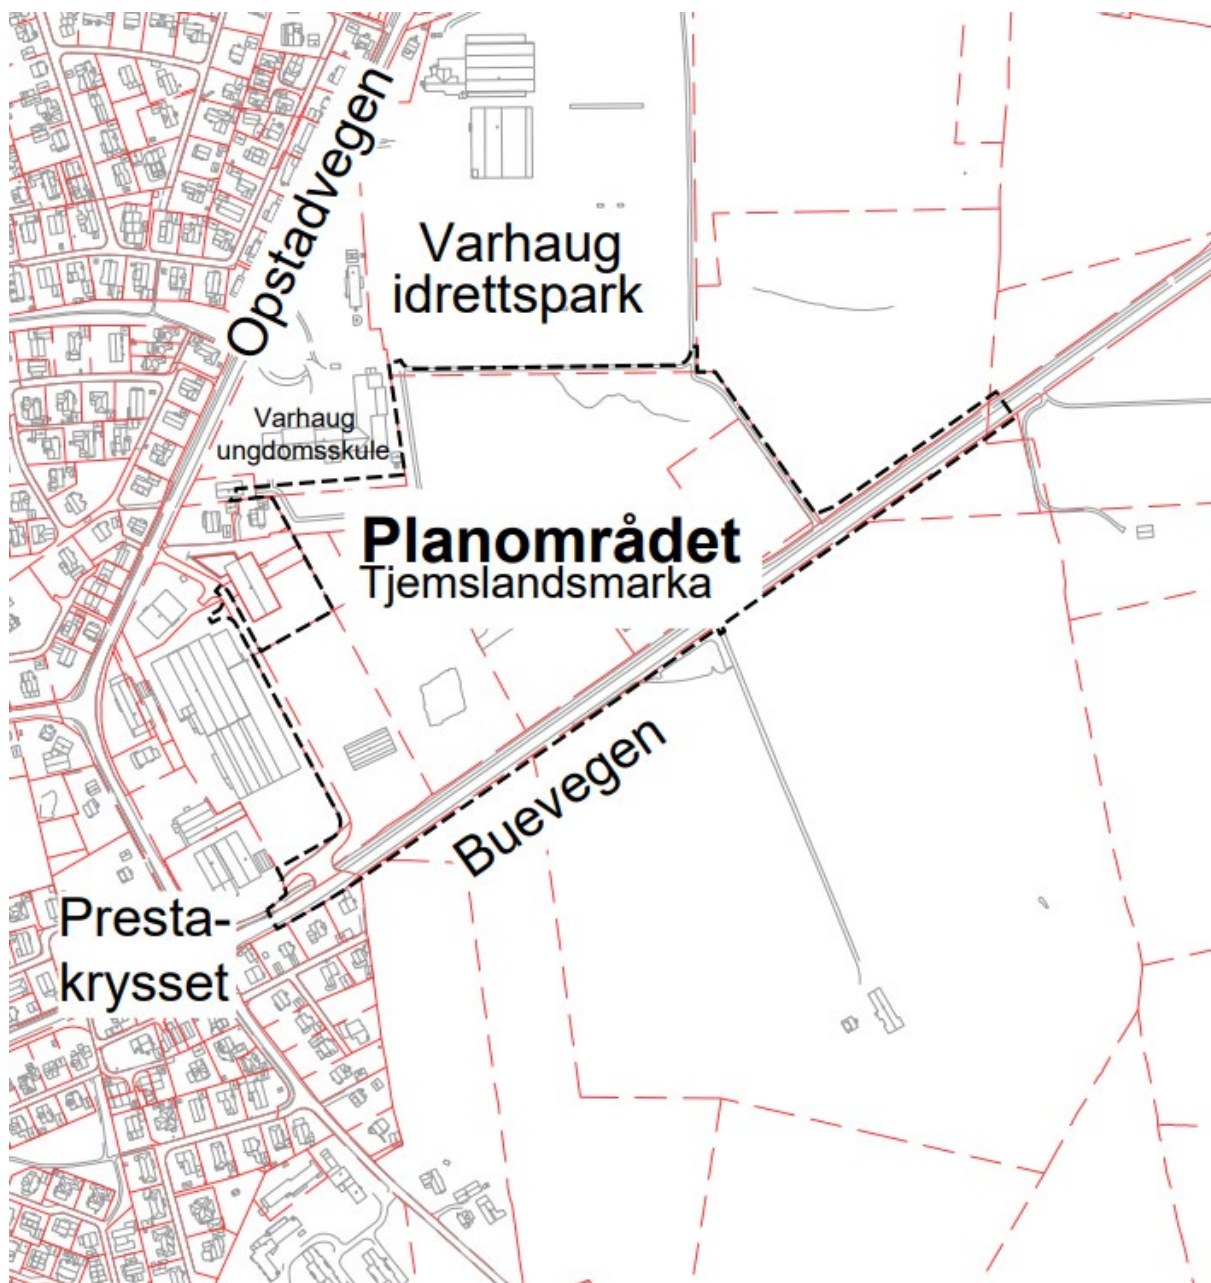 Opstadvegen
Varhaug
idrettspark
Varhaug
ungdomsskule
Planområdet
Tjemslandsmarka
Buevegen
Presta-
krysset